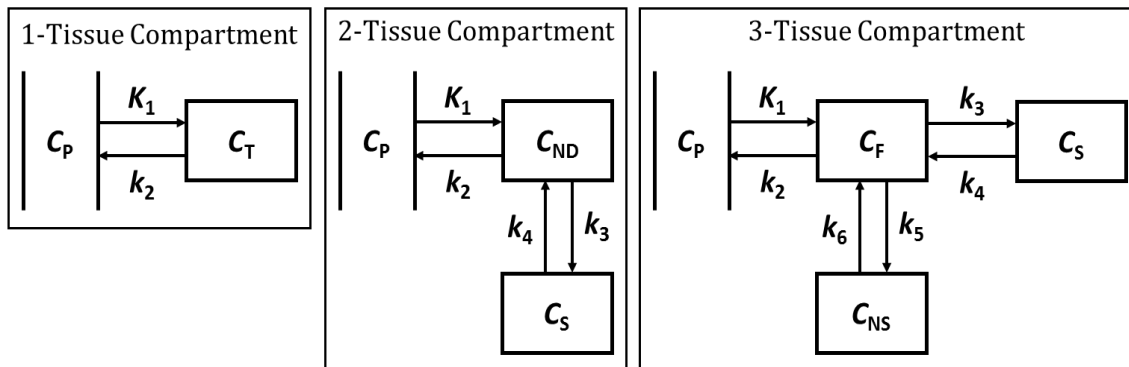 1-Tissue Compartment
K1
CP
CT
k2
2-Tissue Compartment
K1
CP
CND
k2
k4
k3
CS
3-Tissue Compartment
K1
k3
CP
CF
CS
k2
k4
k6
k5
CNS